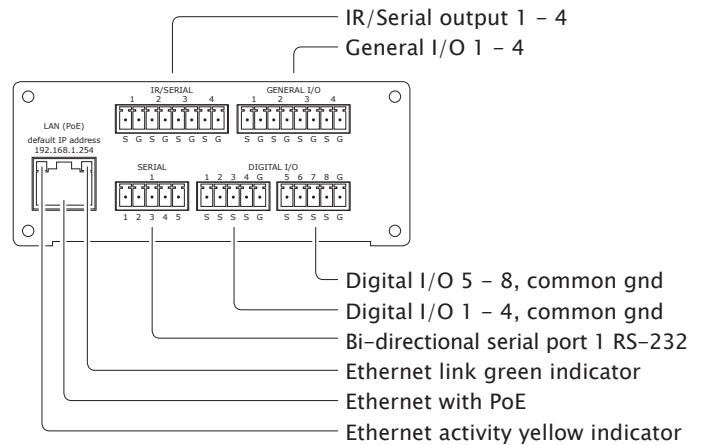 IR/Serial output 1 – 4
General I/O 1 – 4
IR/SERIAL
1 2 3 4
S G S G S G S G
GENERAL I/O
1 2 3 4
S G S G S G S G
LAN (PoE)
default IP address
192.168.1.254
SERIAL
1
1 2 3 4 5
DIGITAL I/O
1 2 3 4 G
S S S S G
5 6 7 8 G
S S S S G
Digital I/O 5 – 8, common gnd
Digital I/O 1 – 4, common gnd
Bi–directional serial port 1 RS–232
Ethernet link green indicator
Ethernet with PoE
Ethernet activity yellow indicator